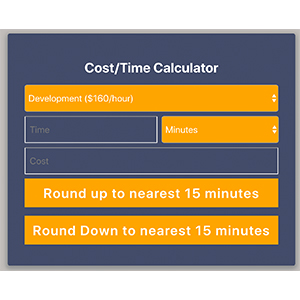 Cost/Time Calculator
Development ($160/hour)
Time
Minutes
Cost
Round up to nearest 15 minutes
Round Down to nearest 15 minutes